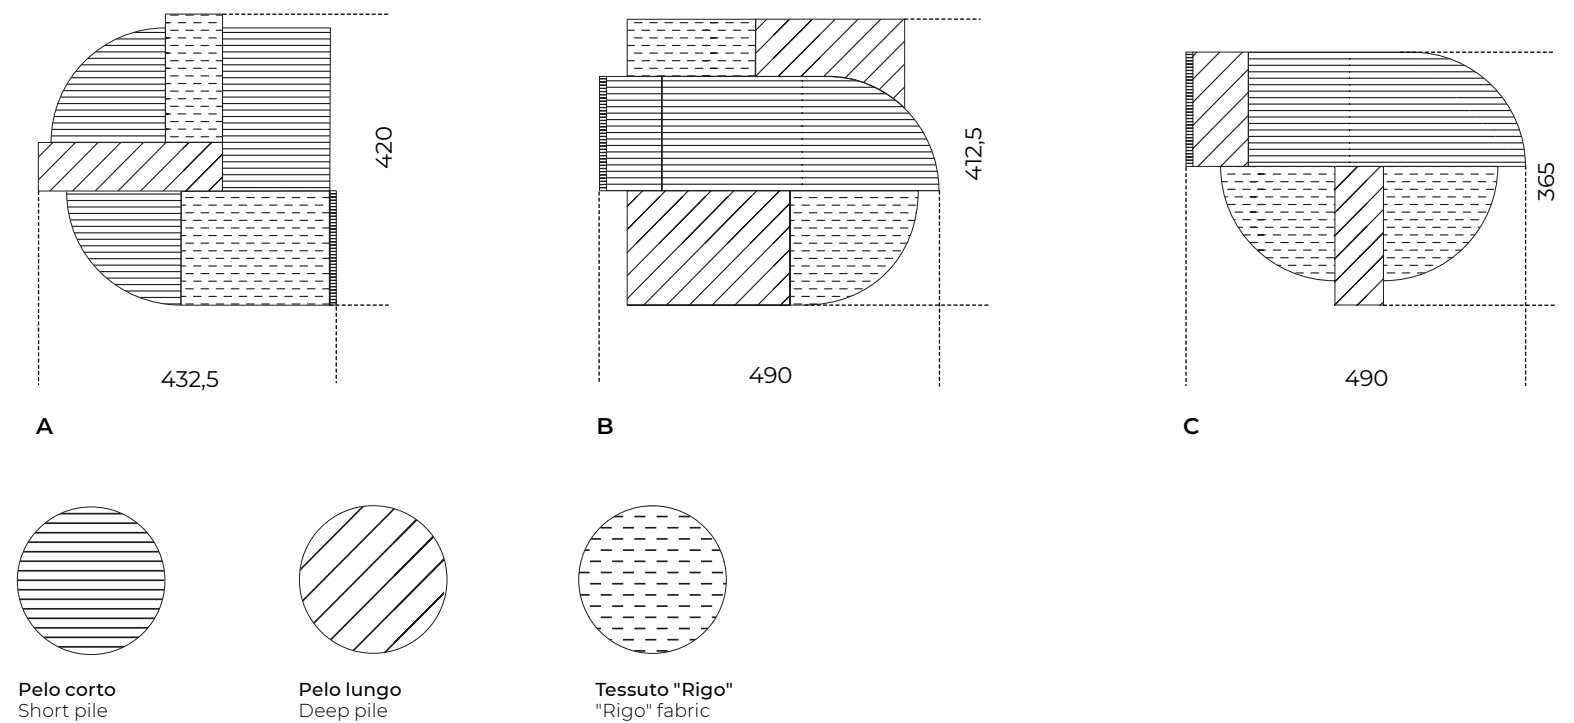 420
432,5
A
412,5
490
B
365
490
C
Pelo corto
Short pile
Pelo lungo
Deep pile
Tessuto "Rigo"
"Rigo" fabric